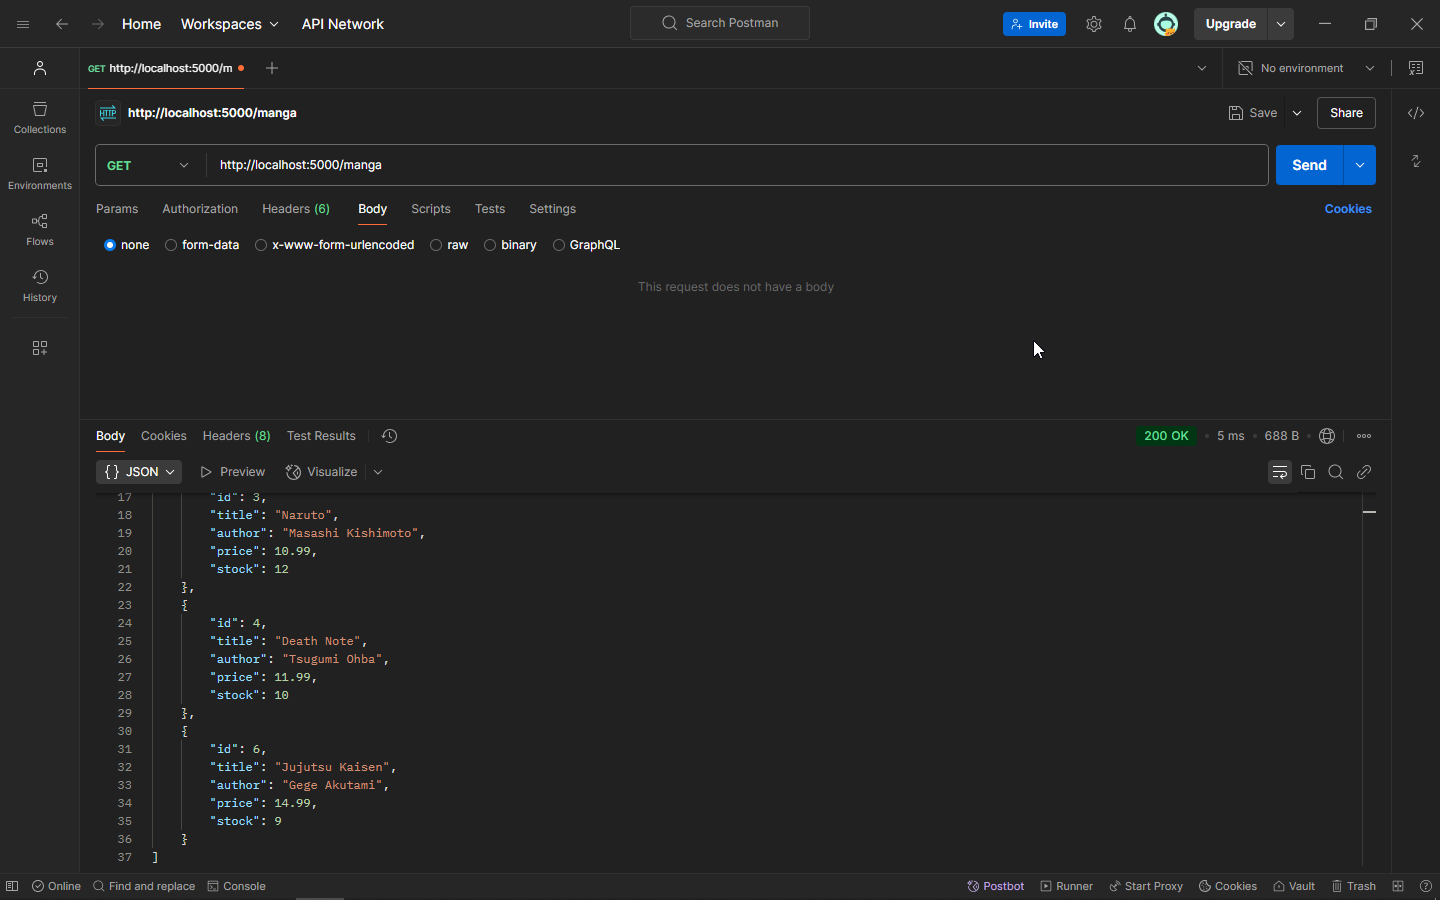 Home Workspaces API Network Search Postman Invite Upgrade
GET http://localhost:5000/m No environment
HTTP http://localhost:5000/manga Save Share
Collections
GET http://localhost:5000/manga Send
Environments
Params Authorization Headers (6) Body Scripts Tests Settings Cookies
Flows
none form-data x-www-form-urlencoded raw binary GraphQL
History
This request does not have a body
Body Cookies Headers (8) Test Results 200 OK 5 ms 688 B
{} JSON Preview Visualize
17 "id": 3,
18 "title": "Naruto",
19 "author": "Masashi Kishimoto",
20 "price": 10.99,
21 "stock": 12
22 },
23 {
24 "id": 4,
25 "title": "Death Note",
26 "author": "Tsugumi Ohba",
27 "price": 11.99,
28 "stock": 10
29 },
30 {
31 "id": 6,
32 "title": "Jujutsu Kaisen",
33 "author": "Gege Akutami",
34 "price": 14.99,
35 "stock": 9
36 }
37 ]
Online Find and replace Console Postbot Runner Start Proxy Cookies Vault Trash